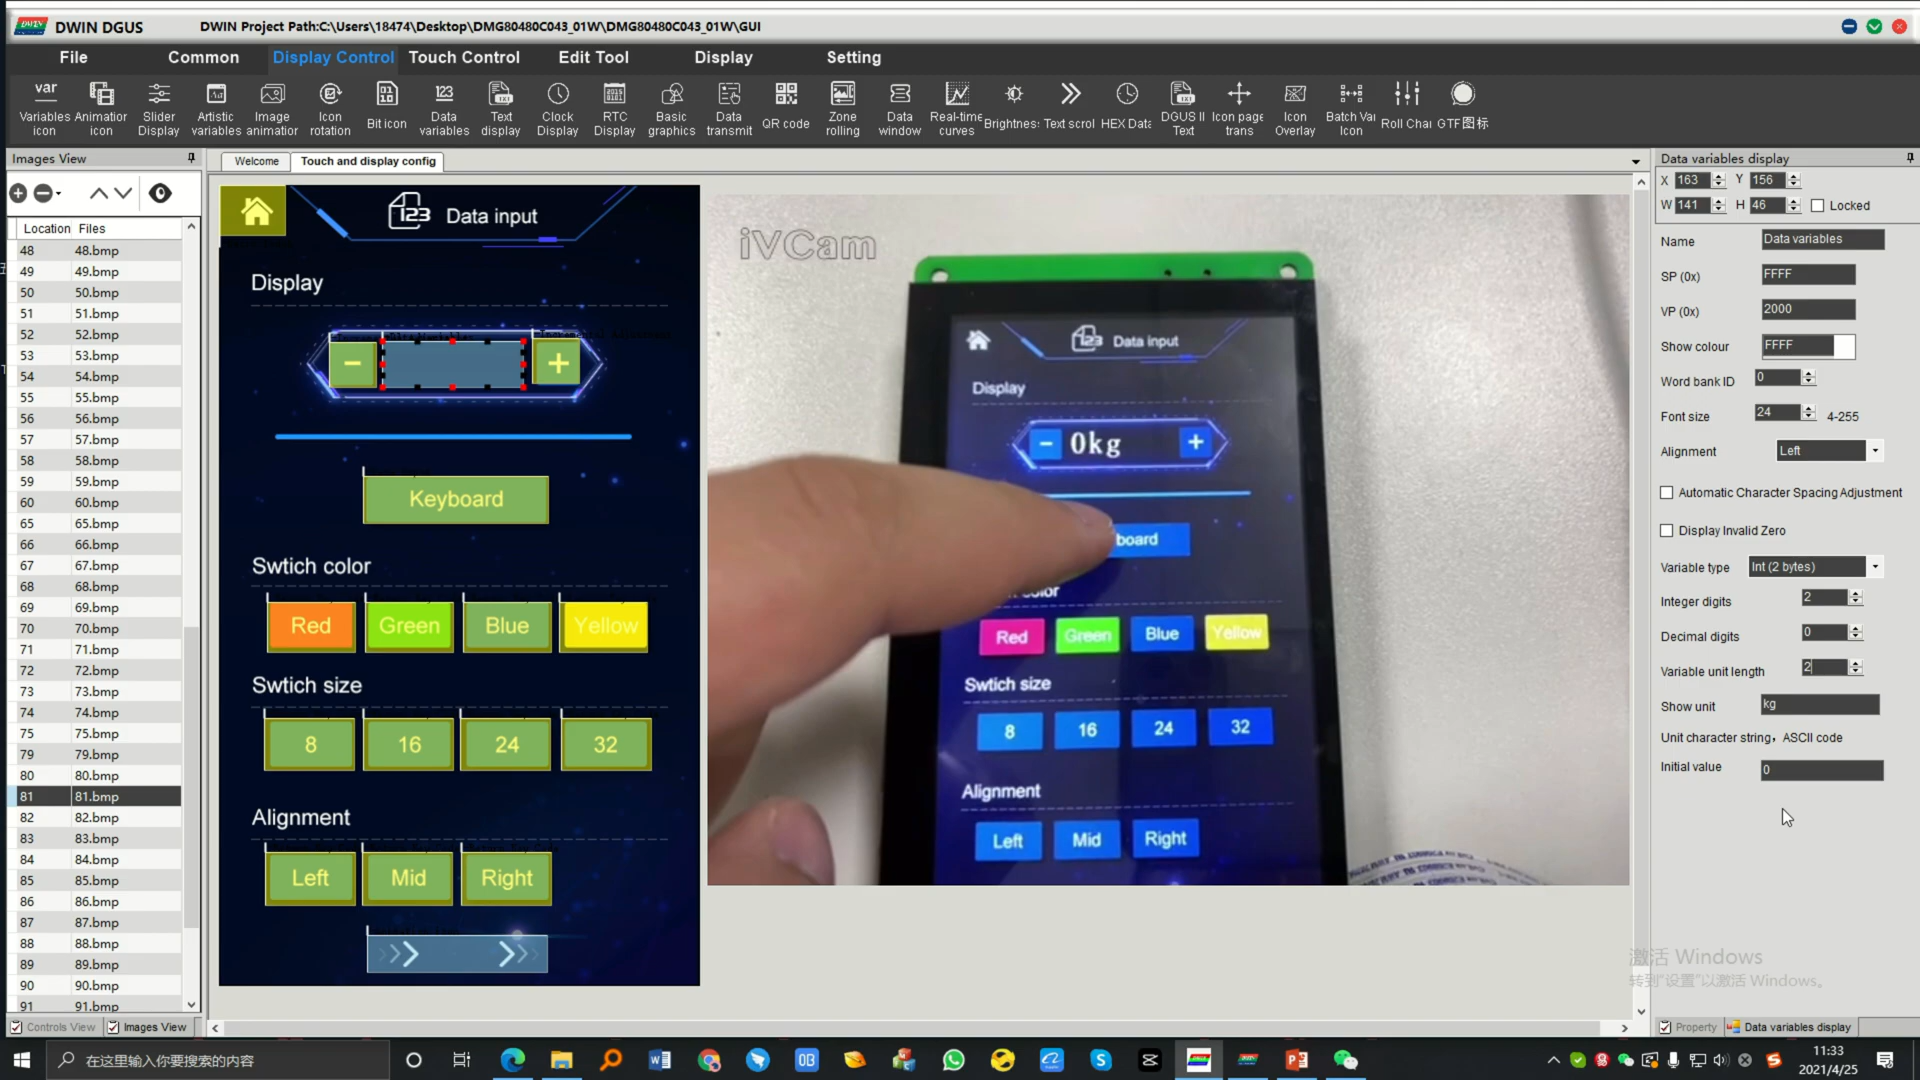 DWIN DGUS
DWIN Project Path:C:\Users\18474\Desktop\DMG80480C043_01W\DMG80480C043_01W\GUI
File Common Display Control Touch Control Edit Tool Display Setting
Variables icon
Animation icon
Slider Display
Artistic variables
Image animation
Icon rotation
Bit icon
Data variables
Text display
Clock Display
RTC Display
Basic graphics
Data transmit
QR code
Zone rolling
Data window
Real-time curves
Brightness
Text scrol
HEX Data
DGUS II Text
Icon page trans
Icon Overlay
Batch Var Icon
Roll Char
GTF图标
Images View
Welcome
Touch and display config
Location Files
48 48.bmp
49 49.bmp
50 50.bmp
51 51.bmp
52 52.bmp
53 53.bmp
54 54.bmp
55 55.bmp
56 56.bmp
57 57.bmp
58 58.bmp
59 59.bmp
60 60.bmp
65 65.bmp
66 66.bmp
67 67.bmp
68 68.bmp
69 69.bmp
70 70.bmp
71 71.bmp
72 72.bmp
73 73.bmp
74 74.bmp
75 75.bmp
79 79.bmp
80 80.bmp
81 81.bmp
82 82.bmp
83 83.bmp
84 84.bmp
85 85.bmp
86 86.bmp
87 87.bmp
88 88.bmp
89 89.bmp
90 90.bmp
91 91.bmp
Controls View
Images View
123 Data input
Display
− +
Keyboard
Swtich color
Red Green Blue Yellow
Swtich size
8 16 24 32
Alignment
Left Mid Right
iVCam
123 Data input
Display
− 0kg +
board
color
Red Green Blue Yellow
Swtich size
8 16 24 32
Alignment
Left Mid Right
Data variables display
X 163 Y 156
W 141 H 46 Locked
Name Data variables
SP (0x) FFFF
VP (0x) 2000
Show colour FFFF
Word bank ID 0
Font size 24 4-255
Alignment Left
Automatic Character Spacing Adjustment
Display Invalid Zero
Variable type Int (2 bytes)
Integer digits 2
Decimal digits 0
Variable unit length 2
Show unit kg
Unit character string，ASCII code
Initial value 0
激活 Windows
转到"设置"以激活 Windows。
Property
Data variables display
在这里输入你要搜索的内容
11:33
2021/4/25